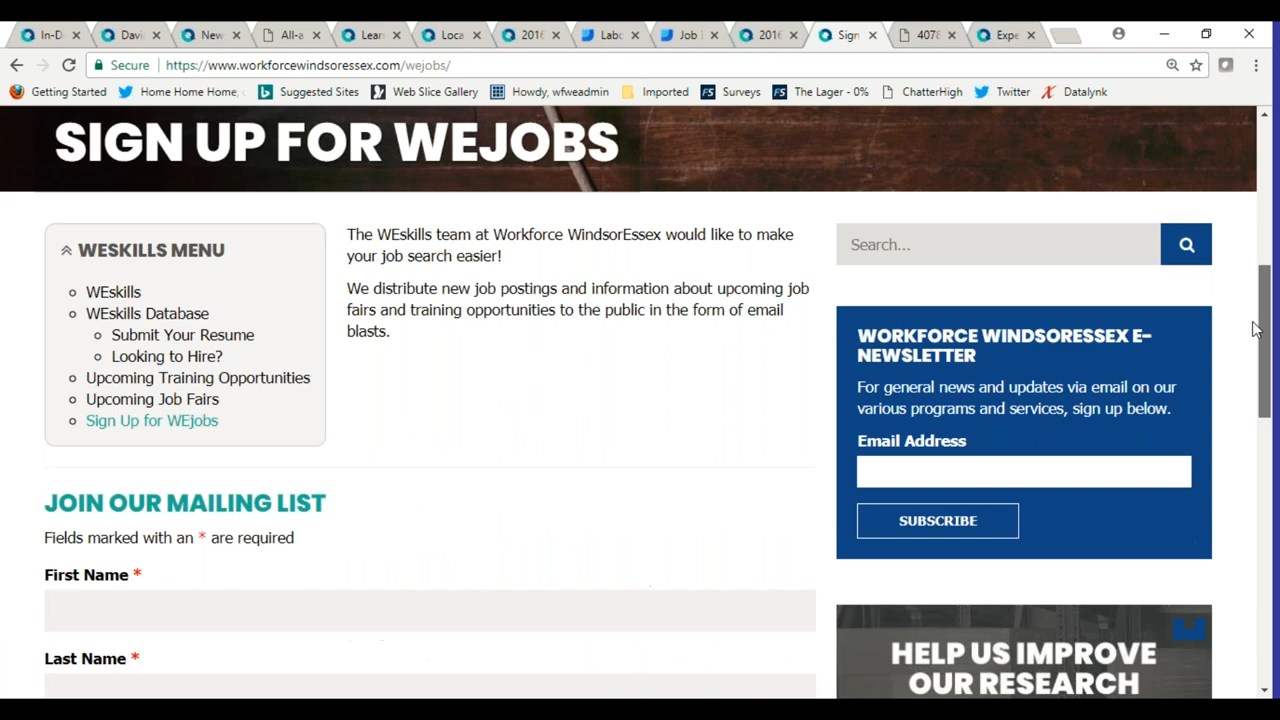 In-D
Davi
New
All-a
Lear
Loca
2016
Labo
Job
2016
Sign
4078
Expe
Secure
https://www.workforcewindsoressex.com/wejobs/
Getting Started
Home Home Home,
Suggested Sites
Web Slice Gallery
Howdy, wfweadmin
Imported
FS Surveys
FS The Lager - 0%
ChatterHigh
Twitter
Datalynk
SIGN UP FOR WEJOBS
WESKILLS MENU
WEskills
WEskills Database
Submit Your Resume
Looking to Hire?
Upcoming Training Opportunities
Upcoming Job Fairs
Sign Up for WEjobs
The WEskills team at Workforce WindsorEssex would like to make
your job search easier!
We distribute new job postings and information about upcoming job
fairs and training opportunities to the public in the form of email
blasts.
JOIN OUR MAILING LIST
Fields marked with an * are required
First Name *
Last Name *
Search...
WORKFORCE WINDSORESSEX E-
NEWSLETTER
For general news and updates via email on our
various programs and services, sign up below.
Email Address
SUBSCRIBE
HELP US IMPROVE
OUR RESEARCH